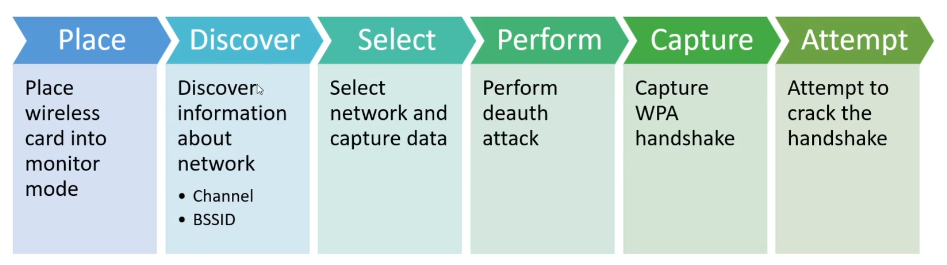 Place
Discover
Select
Perform
Capture
Attempt
Place
wireless
card into
monitor
mode
Discover
information
about
network
• Channel
• BSSID
Select
network and
capture data
Perform
deauth
attack
Capture
WPA
handshake
Attempt to
crack the
handshake